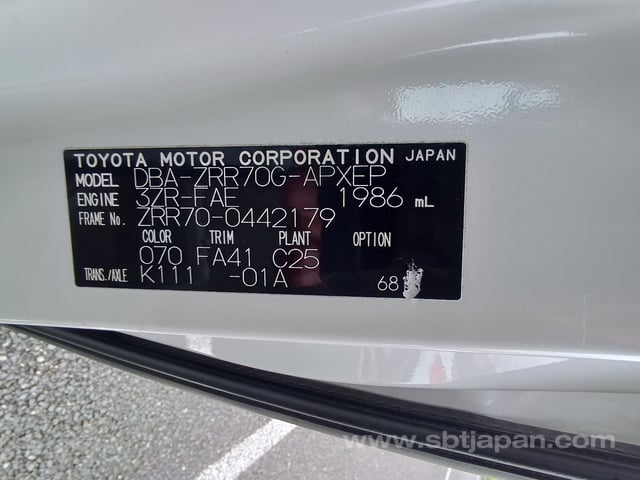 TOYOTA MOTOR CORPORATION JAPAN
MODEL DBA-ZRR70G-APXEP
ENGINE 3ZR-FAE 1986 mL
FRAME No. ZRR70-0442179
COLOR TRIM PLANT OPTION
070 FA41 C25
TRANS./AXLE K111 -01A
68
www.sbtjapan.com